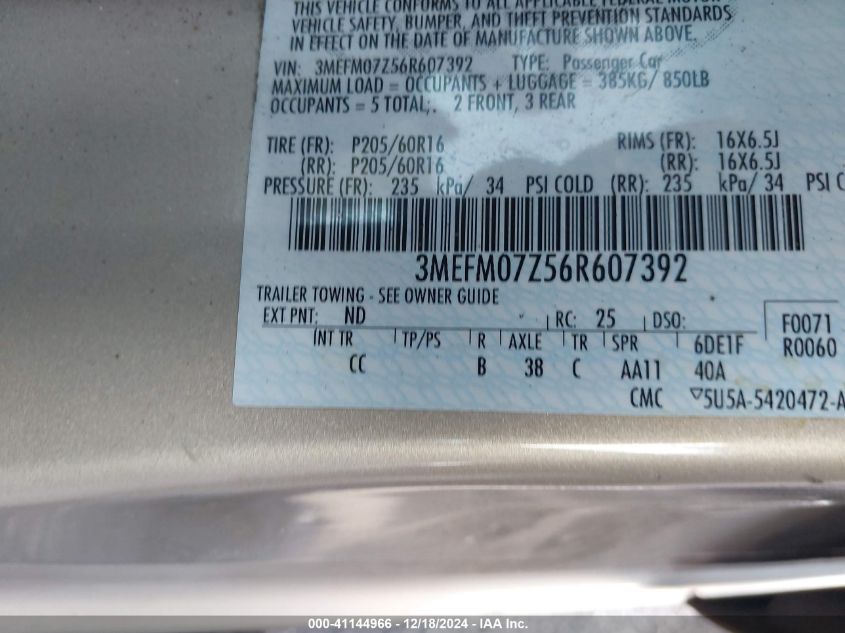 THIS VEHICLE CONFORMS TO ALL APPLICABLE FEDERAL MOTOR
VEHICLE SAFETY, BUMPER, AND THEFT PREVENTION STANDARDS
IN EFFECT ON THE DATE OF MANUFACTURE SHOWN ABOVE.
VIN: 3MEFM07Z56R607392 TYPE: Passenger Car
MAXIMUM LOAD = OCCUPANTS + LUGGAGE = 385KG/ 850LB
OCCUPANTS = 5 TOTAL;. 2 FRONT, 3 REAR
TIRE (FR): P205/60R16 RIMS (FR): 16X6.5J
(RR): P205/60R16 (RR): 16X6.5J
PRESSURE (FR): 235 kPa/ 34 PSI COLD (RR): 235 kPa/ 34 PSI C
3MEFM07Z56R607392
TRAILER TOWING - SEE OWNER GUIDE
EXT PNT: ND RC: 25 DSO: F0071
INT TR TP/PS R AXLE TR SPR 6DE1F R0060
CC B 38 C AA11 40A
CMC 5U5A-5420472-A
000-41144966 - 12/18/2024 - IAA Inc.